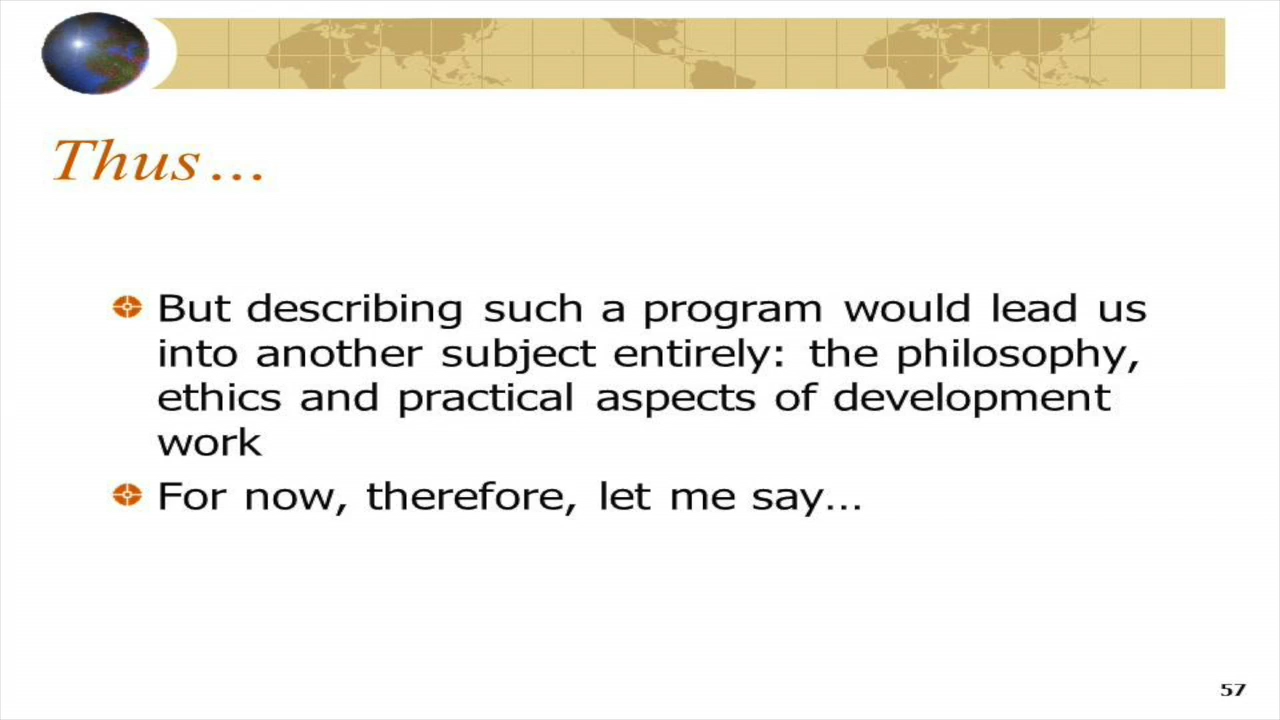 Thus…
But describing such a program would lead us
into another subject entirely: the philosophy,
ethics and practical aspects of development
work
For now, therefore, let me say…
57